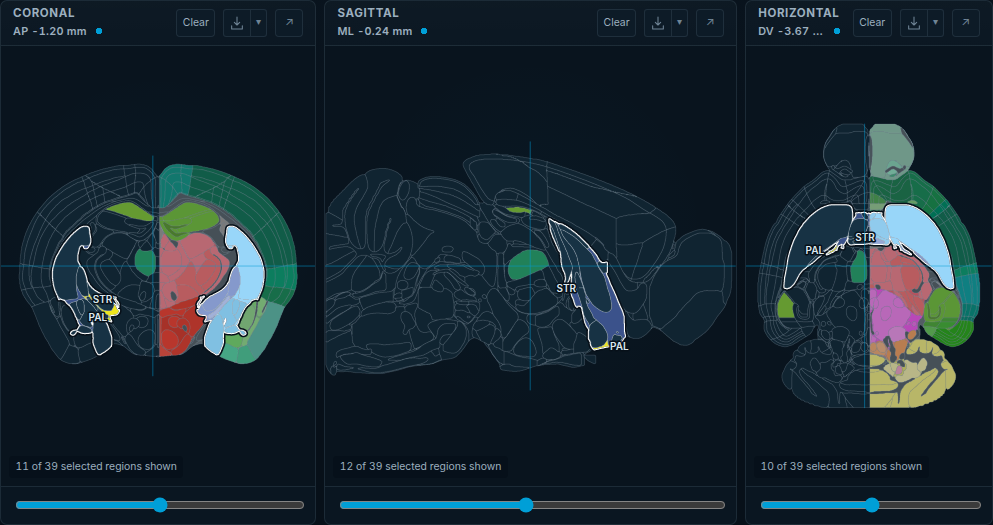 CORONAL
AP -1.20 mm
Clear
SAGITTAL
ML -0.24 mm
Clear
HORIZONTAL
DV -3.67 ...
Clear
STR
PAL
STR
PAL
STR
PAL
11 of 39 selected regions shown
12 of 39 selected regions shown
10 of 39 selected regions shown